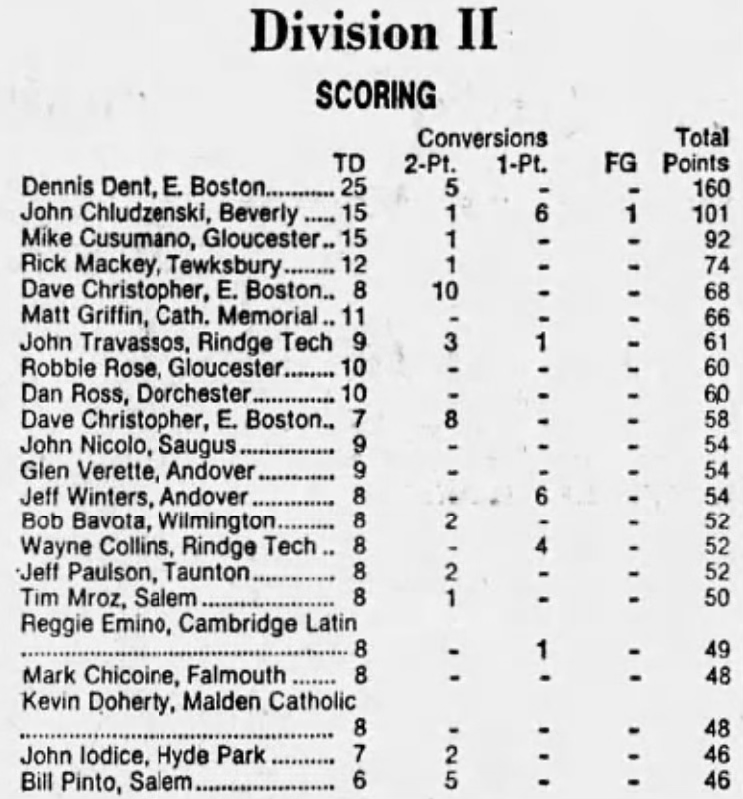 Division II
SCORING
Conversions Total
TD 2-Pt. 1-Pt. FG Points
Dennis Dent, E. Boston........... 25 5 - - 160
John Chludzenski, Beverly ..... 15 1 6 1 101
Mike Cusumano, Gloucester.. 15 1 - - 92
Rick Mackey, Tewksbury........ 12 1 - - 74
Dave Christopher, E. Boston.. 8 10 - - 68
Matt Griffin, Cath. Memorial .. 11 - - - 66
John Travassos, Rindge Tech 9 3 1 - 61
Robbie Rose, Gloucester........ 10 - - - 60
Dan Ross, Dorchester............ 10 - - - 60
Dave Christopher, E. Boston.. 7 8 - - 58
John Nicolo, Saugus............... 9 - - - 54
Glen Verette, Andover............. 9 - - - 54
Jeff Winters, Andover.............. 8 - 6 - 54
Bob Bavota, Wilmington......... 8 2 - - 52
Wayne Collins, Rindge Tech .. 8 - 4 - 52
Jeff Paulson, Taunton............. 8 2 - - 52
Tim Mroz, Salem ..................... 8 1 - - 50
Reggie Emino, Cambridge Latin
.................................................. 8 - 1 - 49
Mark Chicoine, Falmouth ....... 8 - - - 48
Kevin Doherty, Malden Catholic
.................................................. 8 - - - 48
John Iodice, Hyde Park .......... 7 2 - - 46
Bill Pinto, Salem...................... 6 5 - - 46